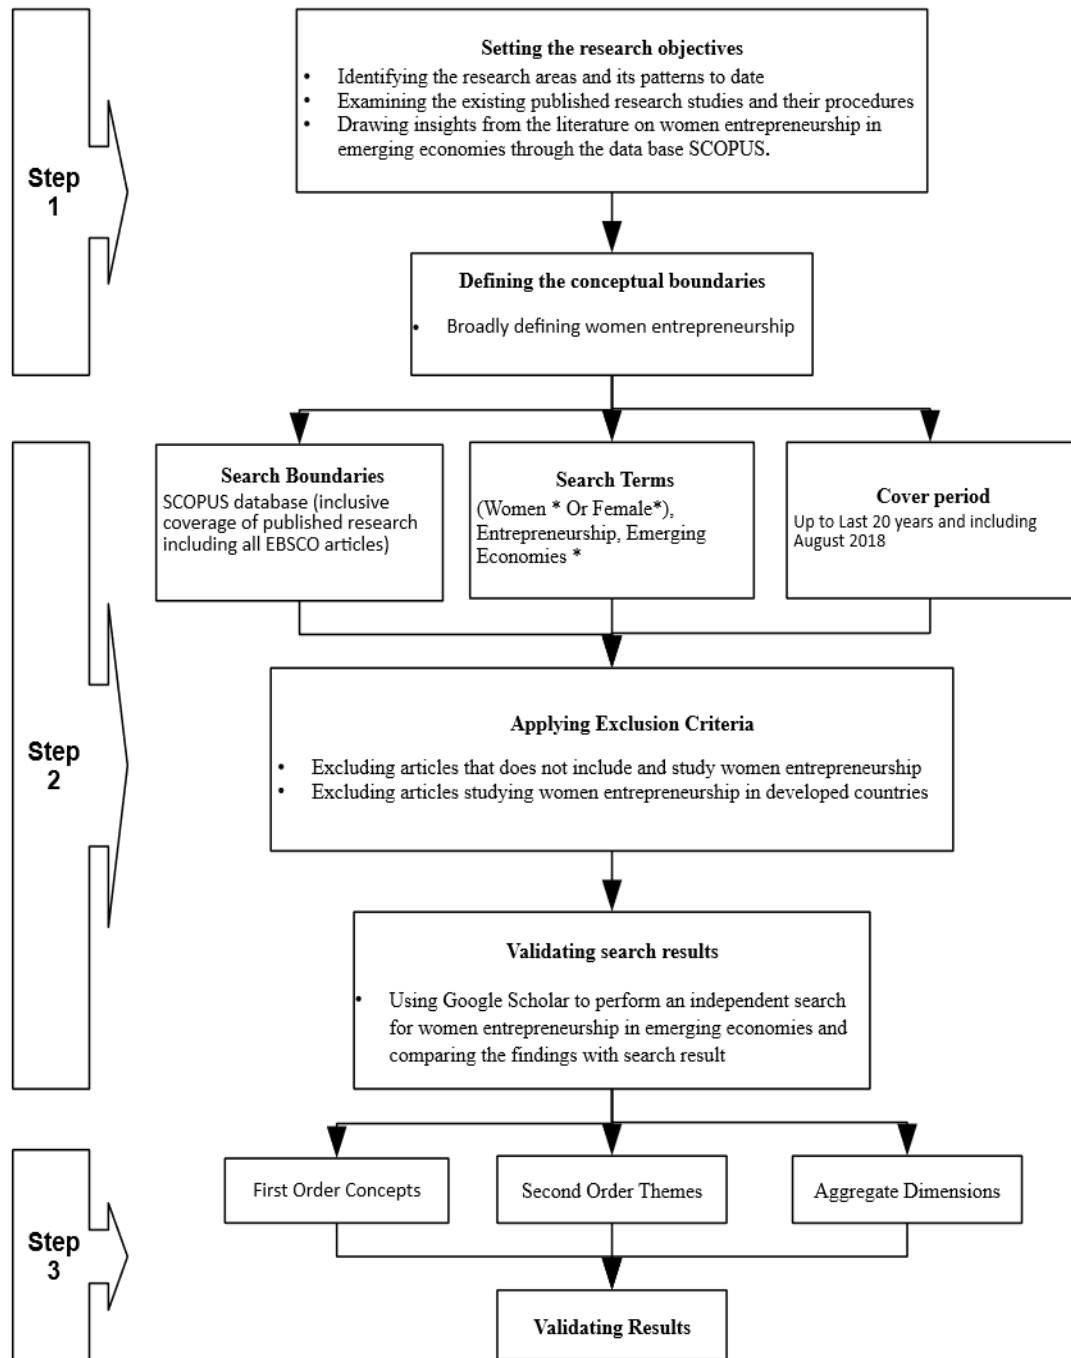 Setting the research objectives
• Identifying the research areas and its patterns to date
• Examining the existing published research studies and their procedures
• Drawing insights from the literature on women entrepreneurship in
emerging economies through the data base SCOPUS.
Step
1
Defining the conceptual boundaries
• Broadly defining women entrepreneurship
Search Boundaries
SCOPUS database (inclusive
coverage of published research
including all EBSCO articles)
Search Terms
(Women * Or Female*),
Entrepreneurship, Emerging
Economies *
Cover period
Up to Last 20 years and including
August 2018
Step
2
Applying Exclusion Criteria
• Excluding articles that does not include and study women entrepreneurship
• Excluding articles studying women entrepreneurship in developed countries
Validating search results
• Using Google Scholar to perform an independent search
for women entrepreneurship in emerging economies and
comparing the findings with search result
Step
3
First Order Concepts
Second Order Themes
Aggregate Dimensions
Validating Results